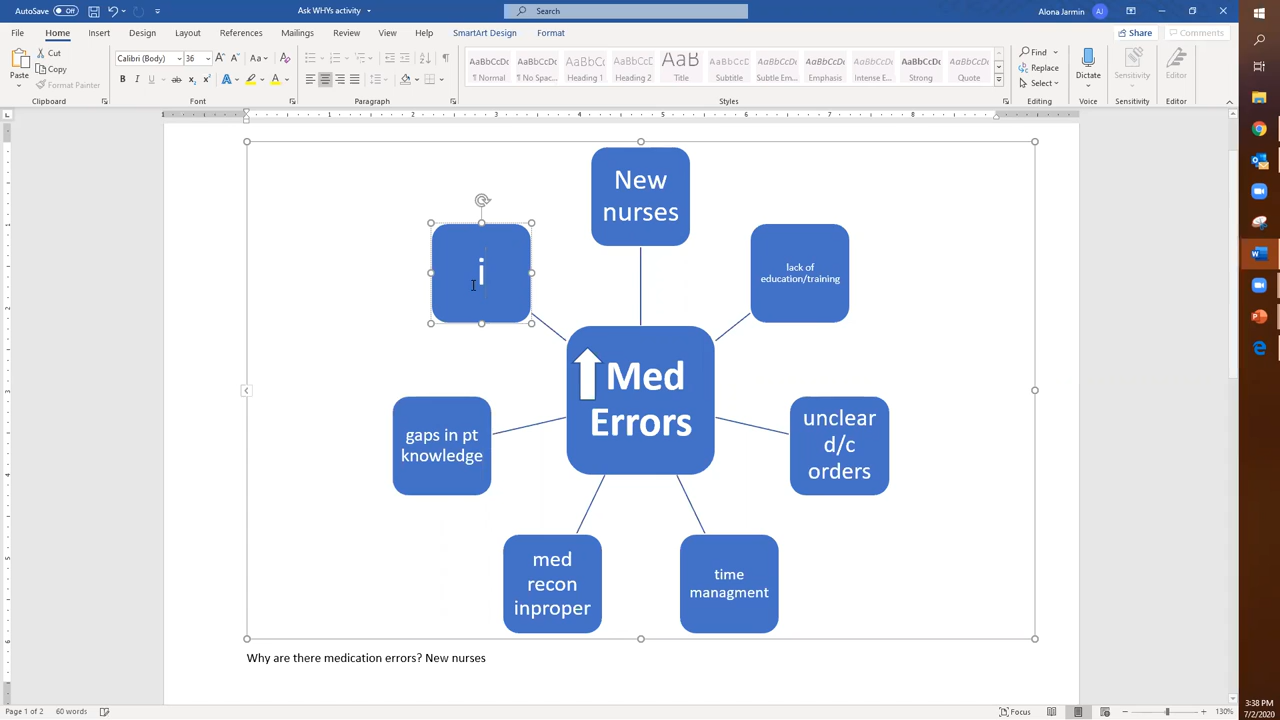 AutoSave
Off
Ask WHYs activity
Search
Alona Jarmin
AJ
File
Home
Insert
Design
Layout
References
Mailings
Review
View
Help
SmartArt Design
Format
Share
Comments
Paste
Cut
Copy
Format Painter
Clipboard
Calibri (Body)
36
Font
Paragraph
AaBbCcDd
¶ Normal
AaBbCcDd
¶ No Spac...
AaBbCc
Heading 1
AaBbCcD
Heading 2
AaB
Title
AaBbCcD
Subtitle
AaBbCcDd
Subtle Em...
AaBbCcDd
Emphasis
AaBbCcDd
Intense E...
AaBbCcDd
Strong
AaBbCcDd
Quote
Styles
Find
Replace
Select
Editing
Dictate
Voice
Sensitivity
Sensitivity
Editor
Editor
New
nurses
i
lack of
education/training
Med
Errors
gaps in pt
knowledge
unclear
d/c
orders
med
recon
inproper
time
managment
Why are there medication errors? New nurses
Page 1 of 2
60 words
Focus
130%
3:38 PM
7/2/2020